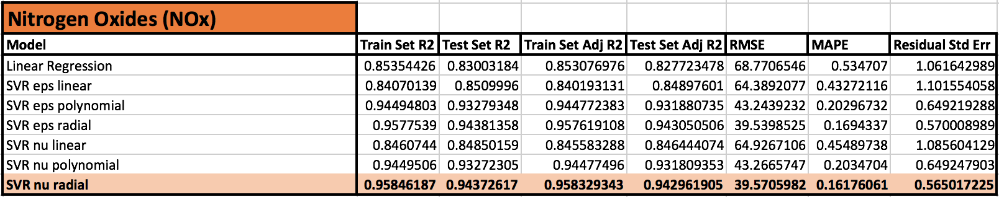 Nitrogen Oxides (NOx)
Model Train Set R2 Test Set R2 Train Set Adj R2 Test Set Adj R2 RMSE MAPE Residual Std Err
Linear Regression 0.85354426 0.83003184 0.853076976 0.827723478 68.7706546 0.534707 1.061642989
SVR eps linear 0.84070139 0.8509996 0.840193131 0.84897601 64.3892077 0.43272116 1.101554058
SVR eps polynomial 0.94494803 0.93279348 0.944772383 0.931880735 43.2439232 0.20296732 0.649219288
SVR eps radial 0.9577539 0.94381358 0.957619108 0.943050506 39.5398525 0.1694337 0.570008989
SVR nu linear 0.8460744 0.84850159 0.845583288 0.846444074 64.9267106 0.45489738 1.085604129
SVR nu polynomial 0.9449506 0.93272305 0.94477496 0.931809353 43.2665747 0.2034704 0.649247903
SVR nu radial 0.95846187 0.94372617 0.958329343 0.942961905 39.5705982 0.16176061 0.565017225